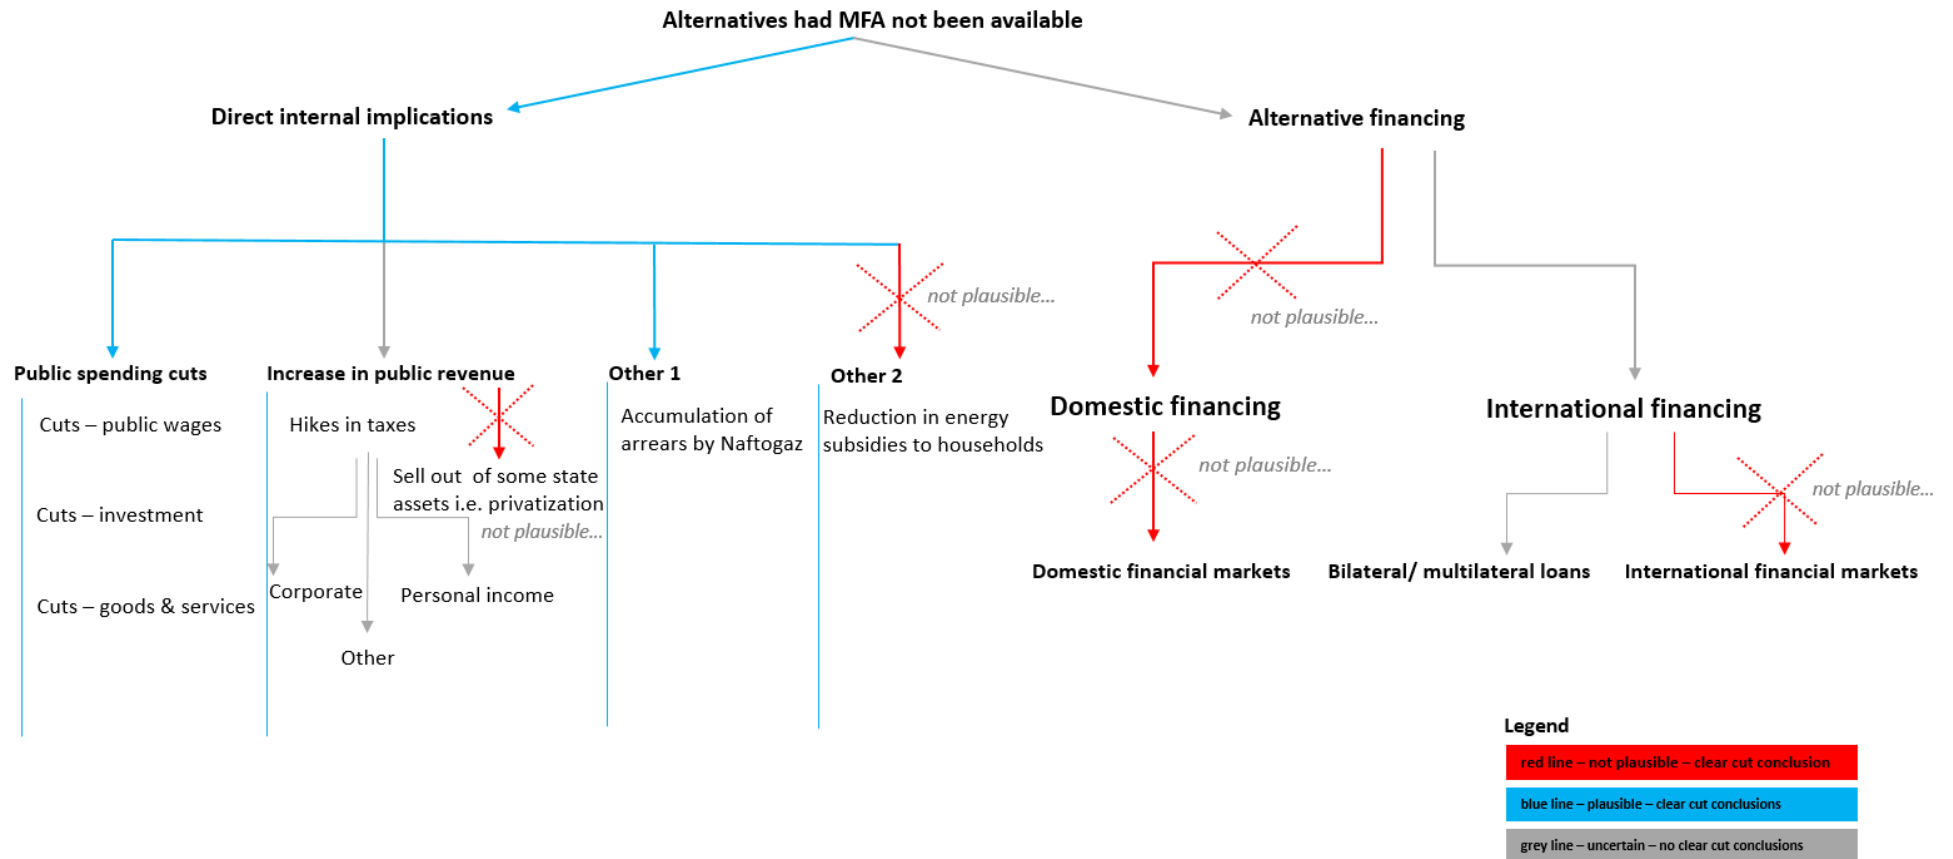 Alternatives had MFA not been available
Direct internal implications
Alternative financing
not plausible...
not plausible...
Public spending cuts
Increase in public revenue
Other 1
Other 2
Cuts – public wages
Cuts – investment
Cuts – goods & services
Hikes in taxes
Sell out of some state
assets i.e. privatization
not plausible...
Corporate
Personal income
Other
Accumulation of
arrears by Naftogaz
Reduction in energy
subsidies to households
Domestic financing
International financing
not plausible...
not plausible...
Domestic financial markets
Bilateral/ multilateral loans
International financial markets
Legend
red line – not plausible – clear cut conclusion
blue line – plausible – clear cut conclusions
grey line – uncertain – no clear cut conclusions